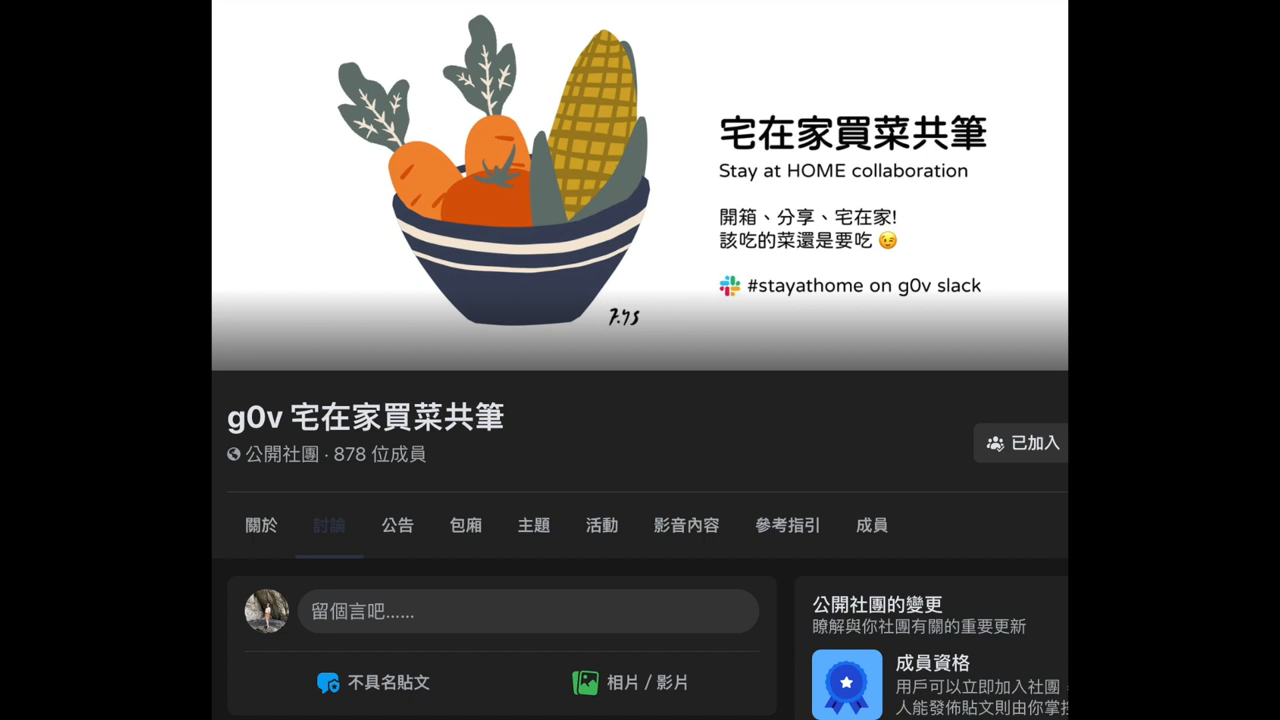 宅在家買菜共筆
Stay at HOME collaboration
開箱、分享、宅在家!
該吃的菜還是要吃 😉
#stayathome on g0v slack
7.4S
g0v 宅在家買菜共筆
公開社團 · 878 位成員
已加入
關於 討論 公告 包廂 主題 活動 影音內容 參考指引 成員
留個言吧......
不具名貼文 相片 / 影片
公開社團的變更
瞭解與你社團有關的重要更新
成員資格
用戶可以立即加入社團
人能發佈貼文則由你掌